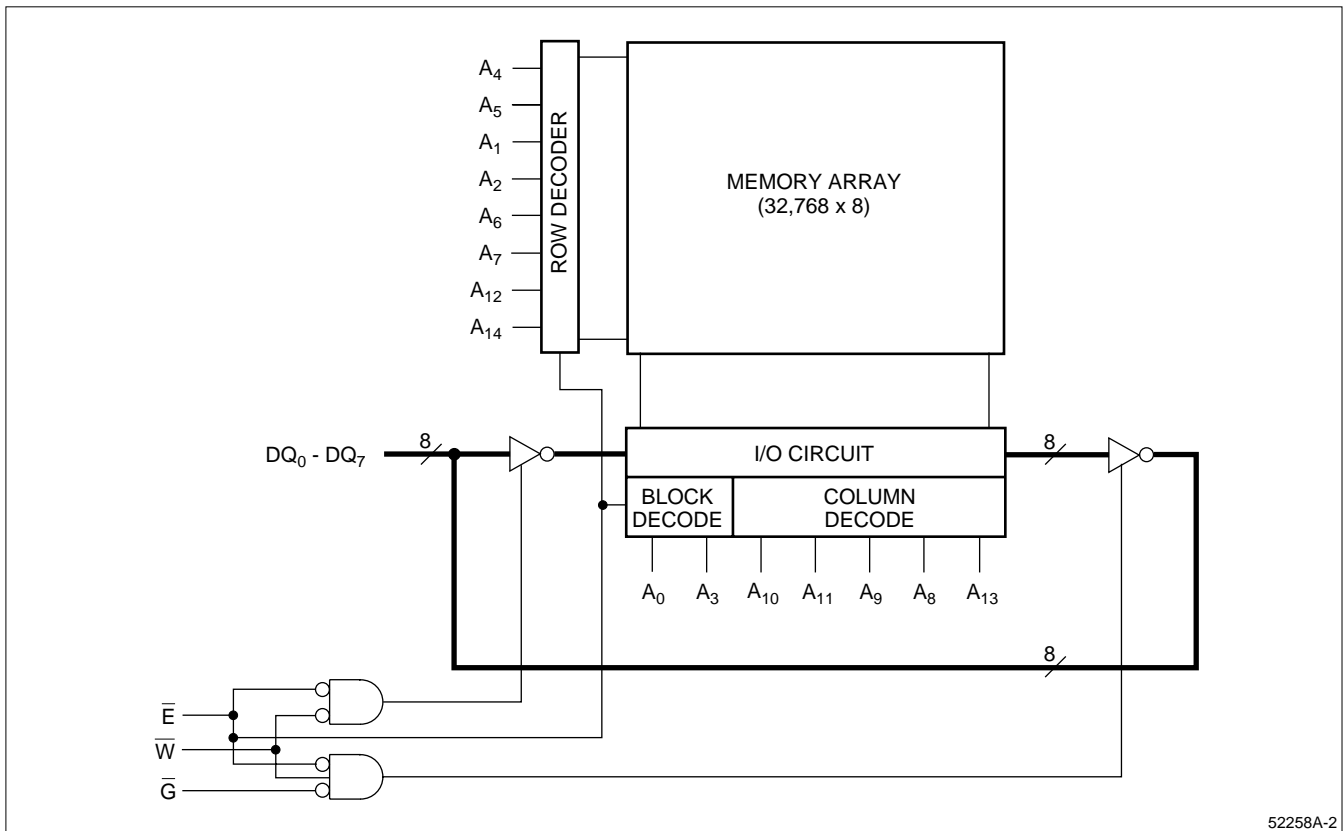 A4
A5
A1
A2
A6
A7
A12
A14
ROW DECODER
MEMORY ARRAY
(32,768 x 8)
DQ0 - DQ7
8
I/O CIRCUIT
8
BLOCK
DECODE
COLUMN
DECODE
A0 A3 A10 A11 A9 A8 A13
8
E̅
W̅
G̅
52258A-2